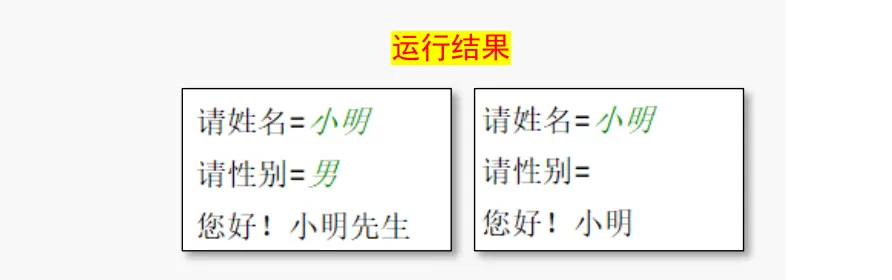 运行结果
请姓名=小明
请性别=男
您好！小明先生
请姓名=小明
请性别=
您好！小明